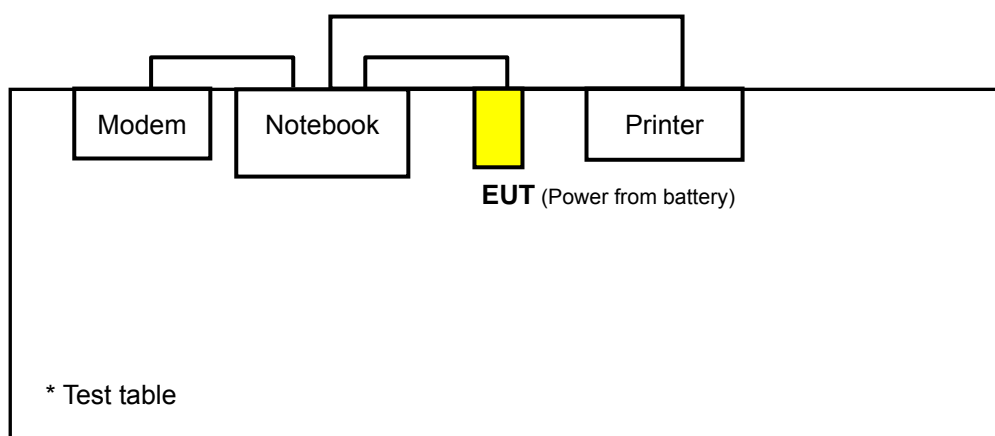 Modem
Notebook
Printer
EUT (Power from battery)
* Test table